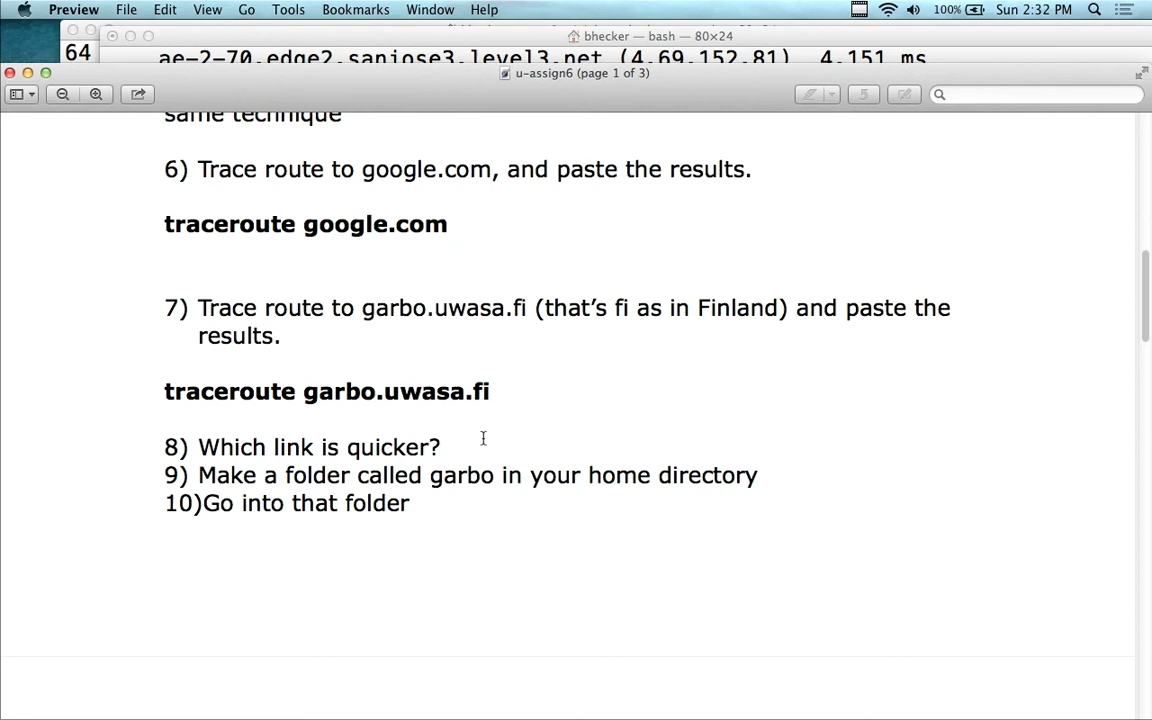 Preview File Edit View Go Tools Bookmarks Window Help 100% Sun 2:32 PM
bhecker — bash — 80×24
64 ae-2-70.edge2.sanjose3.level3.net (4.69.152.81) 4.151 ms
u-assign6 (page 1 of 3)
same technique
6) Trace route to google.com, and paste the results.
traceroute google.com
7) Trace route to garbo.uwasa.fi (that’s fi as in Finland) and paste the
results.
traceroute garbo.uwasa.fi
8) Which link is quicker?
9) Make a folder called garbo in your home directory
10)Go into that folder